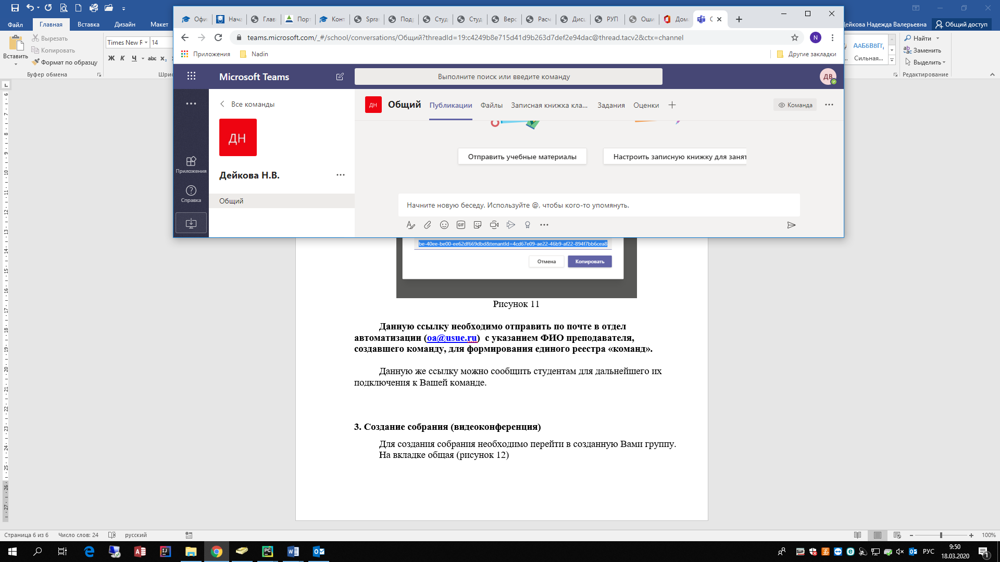 Файл
Главная
Вставка
Дизайн
Макет
Дейкова Надежда Валерьевна
Общий доступ
Вставить
Вырезать
Копировать
Формат по образцу
Буфер обмена
Times New R
14
Ж К Ч abc x₂
Шрис
Найти
Заменить
Выделить
Редактирование
ААББВВГг,
Сильная...
Офи
Нача
Глав
Порт
Конт
Sprav
Подр
Студ
Студ
Верс
Расч
Дисц
РУП
Оши
Дома
teams.microsoft.com/_#/school/conversations/Общий?threadId=19:c4249b8e715d41d9b263d7def2e94dac@thread.tacv2&ctx=channel
N
Приложения
Nadin
Другие закладки
Microsoft Teams
Выполните поиск или введите команду
ДВ
Все команды
ДН
Дейкова Н.В.
Общий
Приложения
Справка
ДН
Общий
Публикации
Файлы
Записная книжка кла...
Задания
Оценки
Команда
Отправить учебные материалы
Настроить записную книжку для занят
Начните новую беседу. Используйте @, чтобы кого-то упомянуть.
GIF
be-40ee-be00-ee62df669dbd&tenantId=4cd67e09-ae22-46b9-af22-894f7bb6cea8
Отмена
Копировать
Рисунок 11
Данную ссылку необходимо отправить по почте в отдел
автоматизации (oa@usue.ru) с указанием ФИО преподавателя,
создавшего команду, для формирования единого реестра «команд».
Данную же ссылку можно сообщить студентам для дальнейшего их
подключения к Вашей команде.
3. Создание собрания (видеоконференция)
Для создания собрания необходимо перейти в созданную Вами группу.
На вкладке общая (рисунок 12)
Страница 6 из 6
Число слов: 24
русский
100%
РУС
9:50
18.03.2020
1